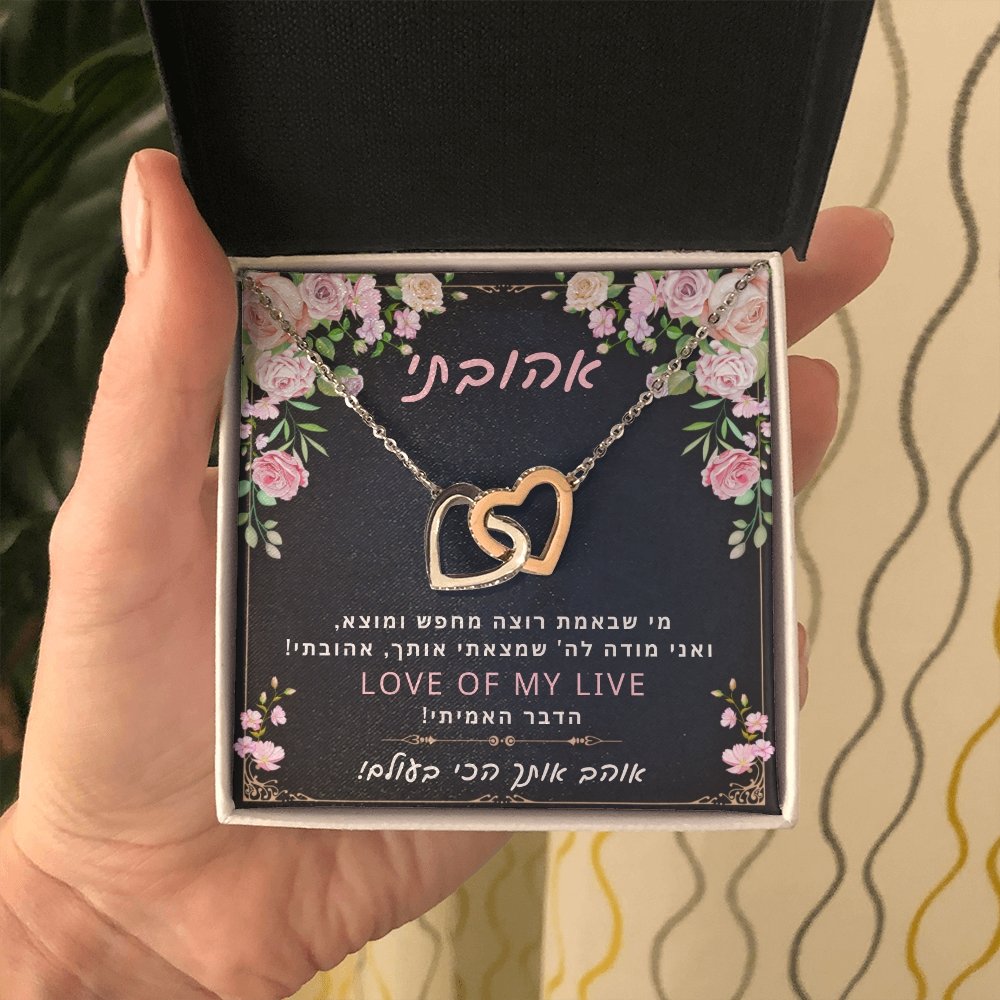 אהובתי
מי שבאמת רוצה מחפש ומוצא,
ואני מודה לה' שמצאתי אותך, אהובתי!
LOVE OF MY LIVE
הדבר האמיתי!
אוהב אותך הכי בעולם!